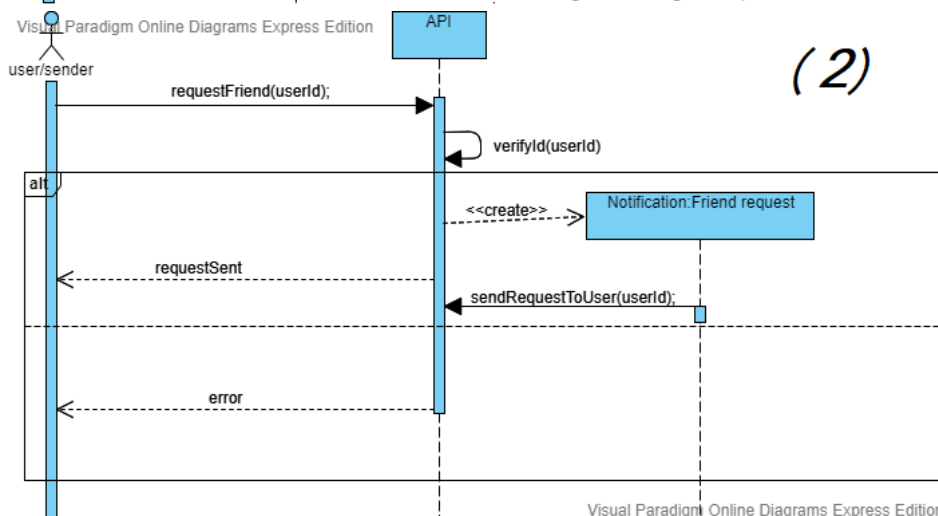 Visual Paradigm Online Diagrams Express Edition
API
(2)
user/sender
requestFriend(userId);
verifyId(userId)
alt
<<create>>
Notification:Friend request
requestSent
sendRequestToUser(userId);
error
Visual Paradigm Online Diagrams Express Edition